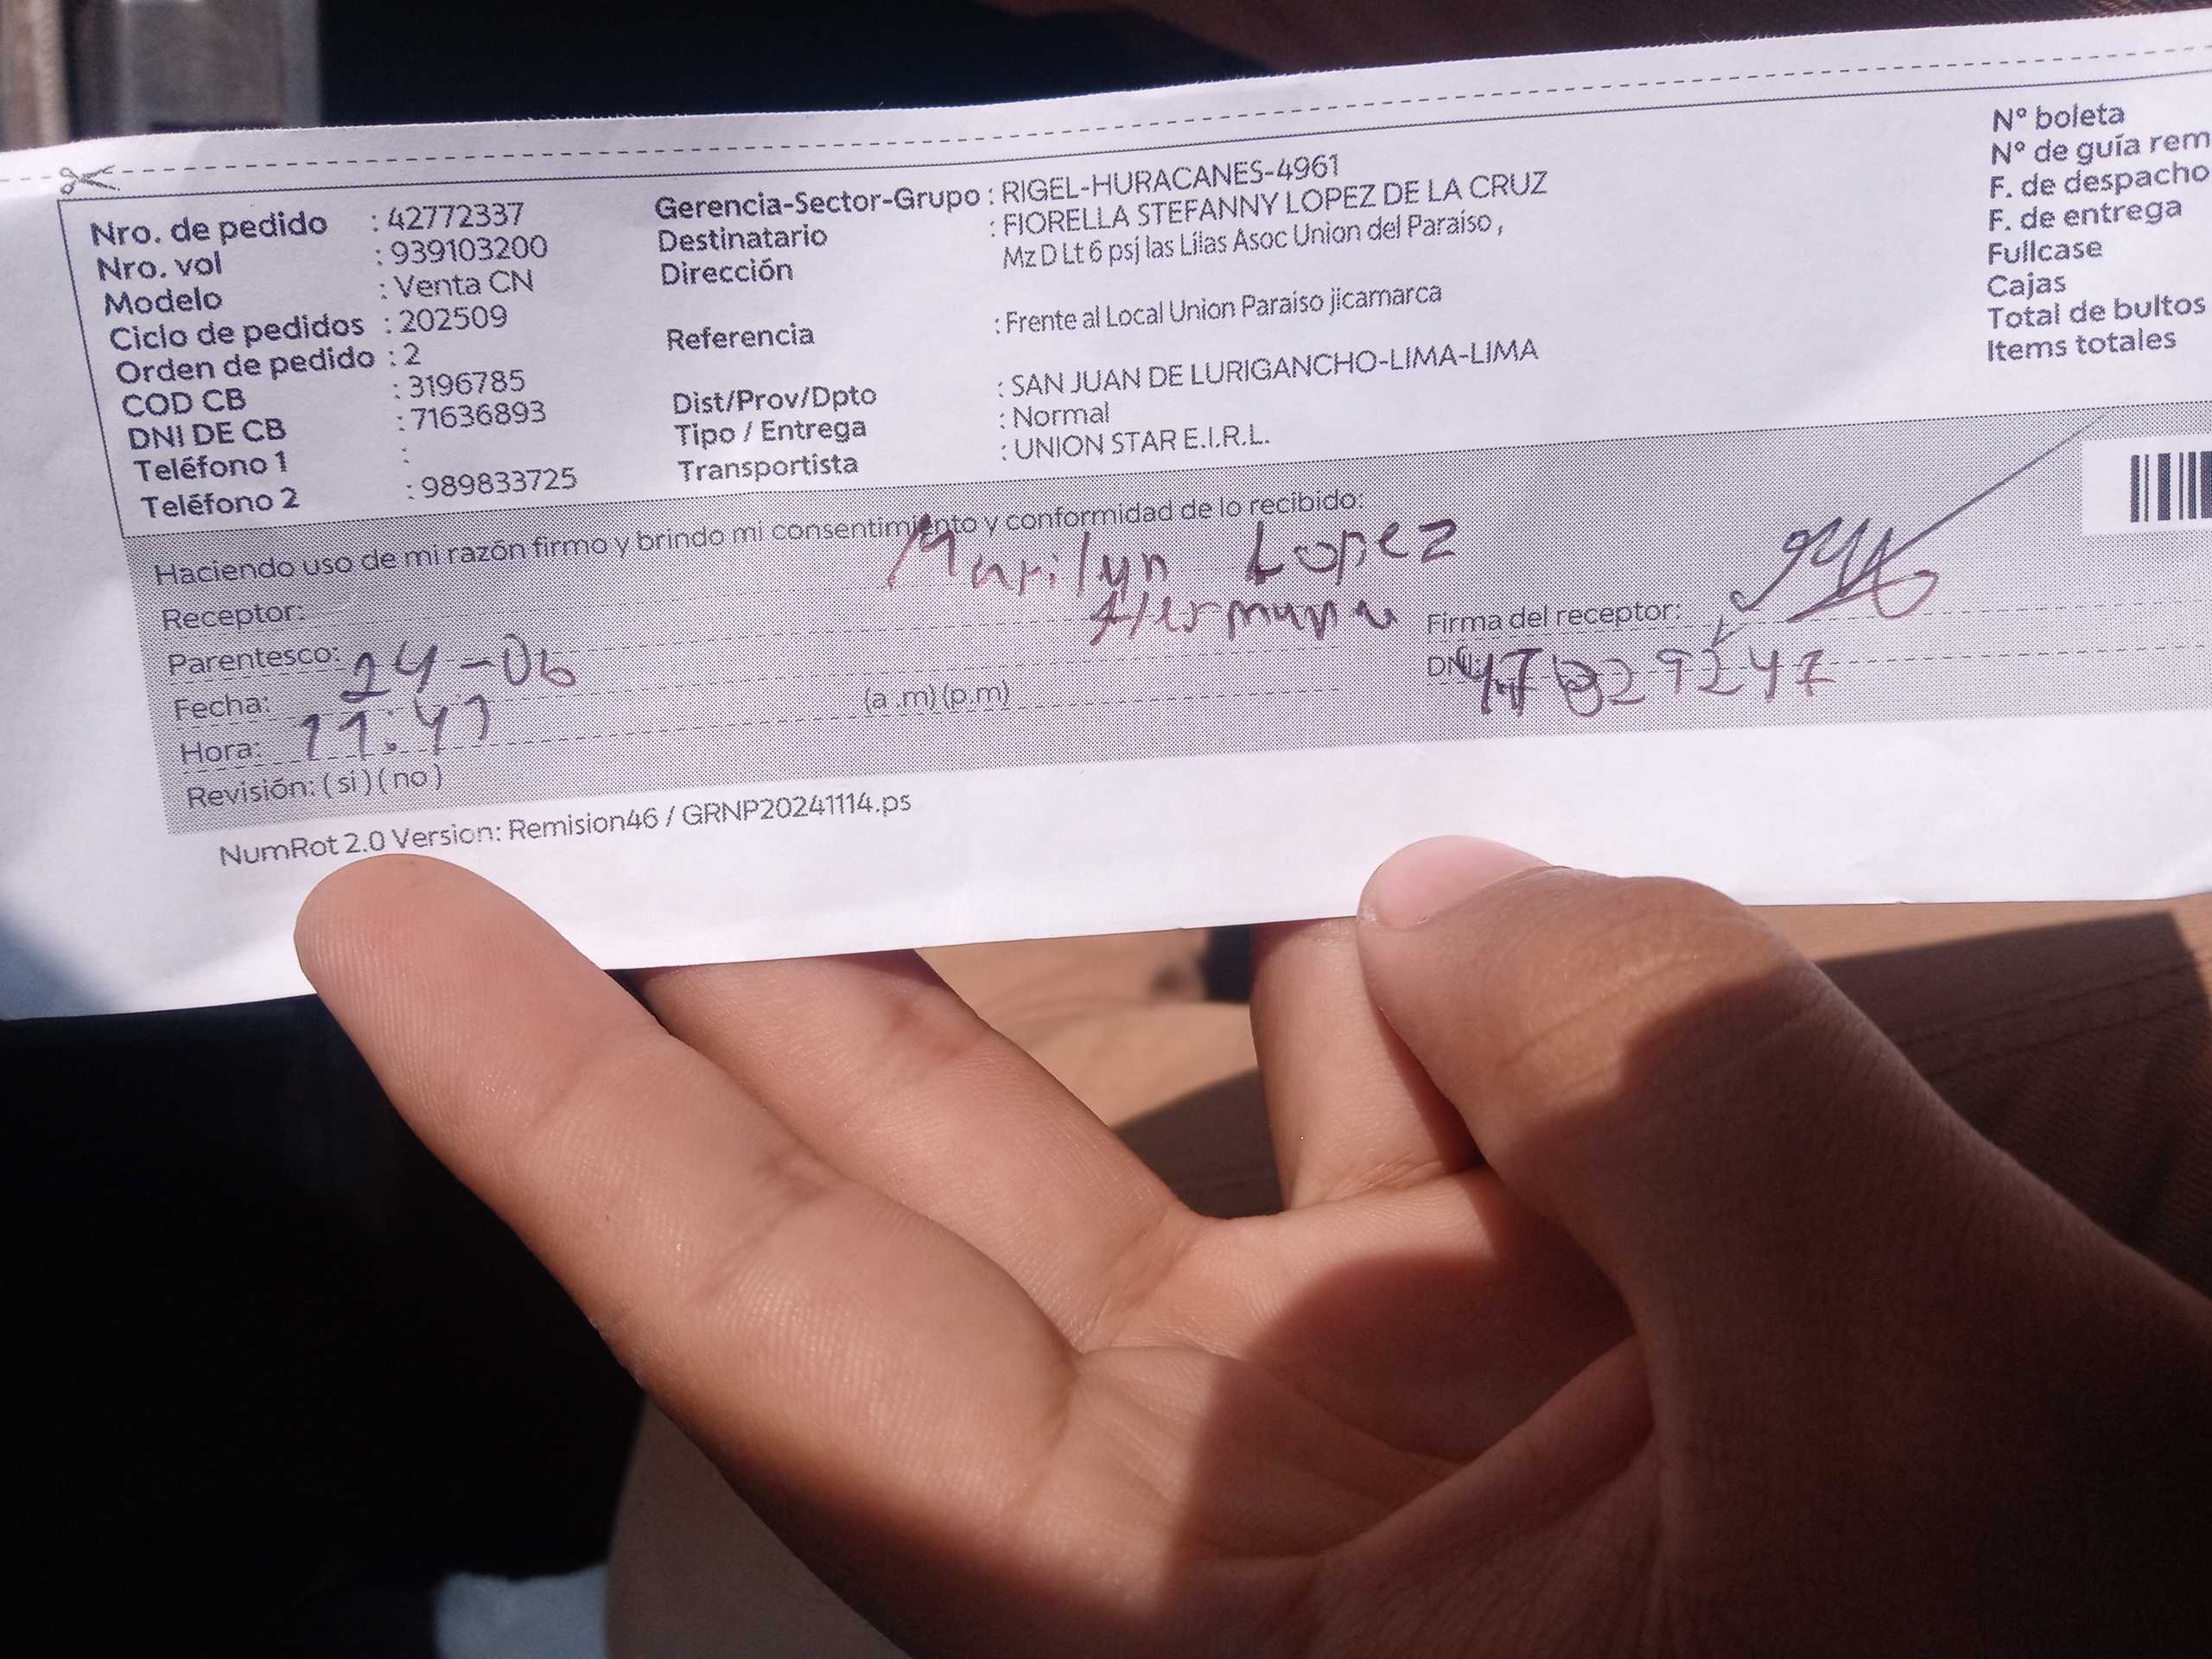 Nro. de pedido : 42772337
Nro. vol : 939103200
Modelo : Venta CN
Ciclo de pedidos : 202509
Orden de pedido : 2
COD CB : 3196785
DNI DE CB : 71636893
Teléfono 1 :
Teléfono 2 : 989833725
Gerencia-Sector-Grupo : RIGEL-HURACANES-4961
Destinatario : FIORELLA STEFANNY LOPEZ DE LA CRUZ
Dirección Mz D Lt 6 psj las Lilas Asoc Union del Paraiso ,
Referencia : Frente al Local Union Paraiso jicamarca
Dist/Prov/Dpto : SAN JUAN DE LURIGANCHO-LIMA-LIMA
Tipo / Entrega : Normal
Transportista : UNION STAR E.I.R.L.
N° boleta
N° de guía rem
F. de despacho
F. de entrega
Fullcase
Cajas
Total de bultos
Items totales
Haciendo uso de mi razón firmo y brindo mi consentimiento y conformidad de lo recibido:
Receptor: Marilyn Lopez
Parentesco: Hermana
Firma del receptor:
Fecha: 24-06
DNI:
Hora: 11:41 (a .m) (p.m)
Revisión: ( si ) ( no )
NumRot 2.0 Version: Remision46 / GRNP20241114.ps